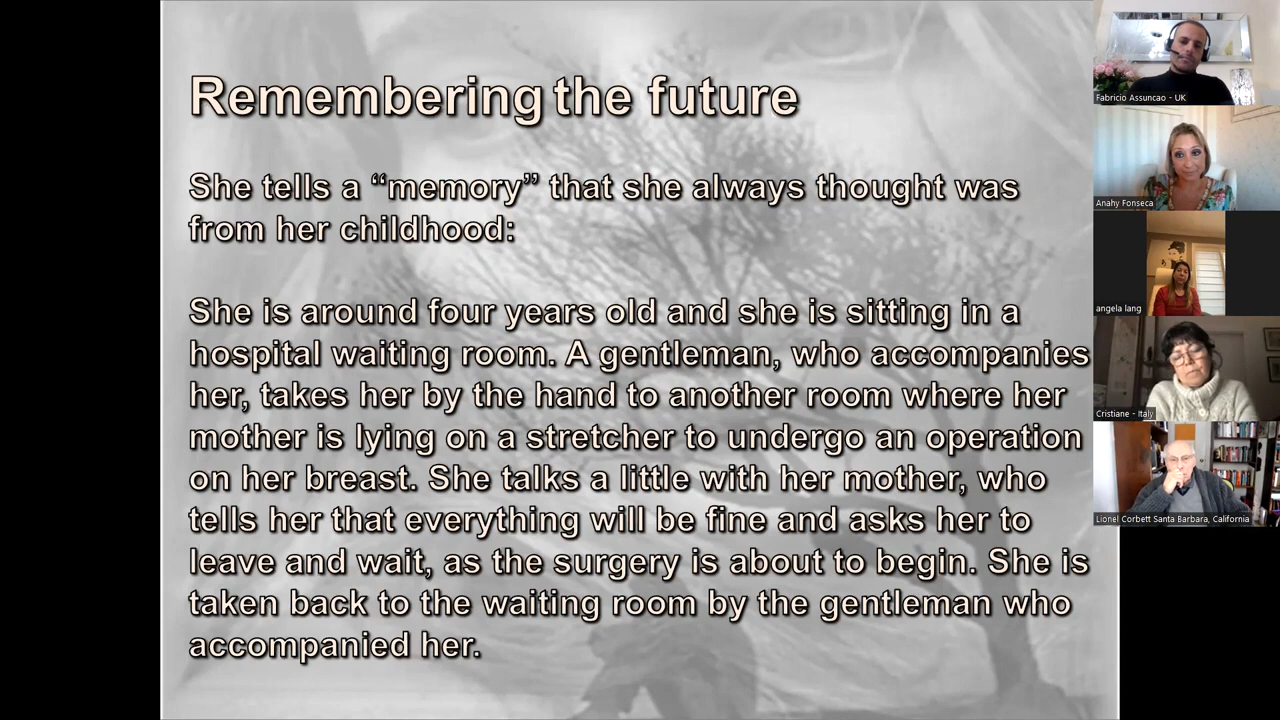 Remembering the future
She tells a “memory” that she always thought was
from her childhood:
She is around four years old and she is sitting in a
hospital waiting room. A gentleman, who accompanies
her, takes her by the hand to another room where her
mother is lying on a stretcher to undergo an operation
on her breast. She talks a little with her mother, who
tells her that everything will be fine and asks her to
leave and wait, as the surgery is about to begin. She is
taken back to the waiting room by the gentleman who
accompanied her.
Fabricio Assuncao - UK
Anahy Fonseca
angela lang
Cristiane - Italy
Lionel Corbett Santa Barbara, California